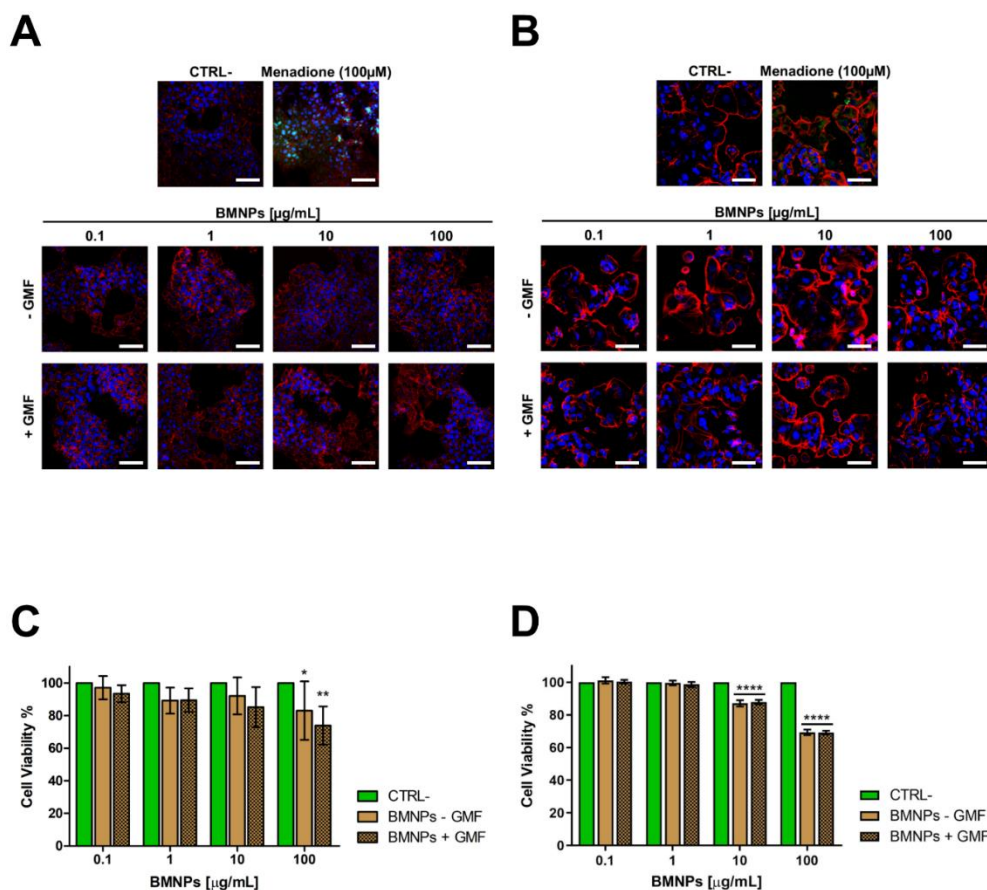 A
CTRL-
Menadione (100µM)
BMNPs [µg/mL]
0.1 1 10 100
- GMF
+ GMF
B
CTRL-
Menadione (100µM)
BMNPs [µg/mL]
0.1 1 10 100
- GMF
+ GMF
C
Cell Viability %
100
80
60
40
20
0
* **
0.1 1 10 100
BMNPs [µg/mL]
CTRL-
BMNPs - GMF
BMNPs + GMF
D
Cell Viability %
100
80
60
40
20
0
**** ****
0.1 1 10 100
BMNPs [µg/mL]
CTRL-
BMNPs - GMF
BMNPs + GMF